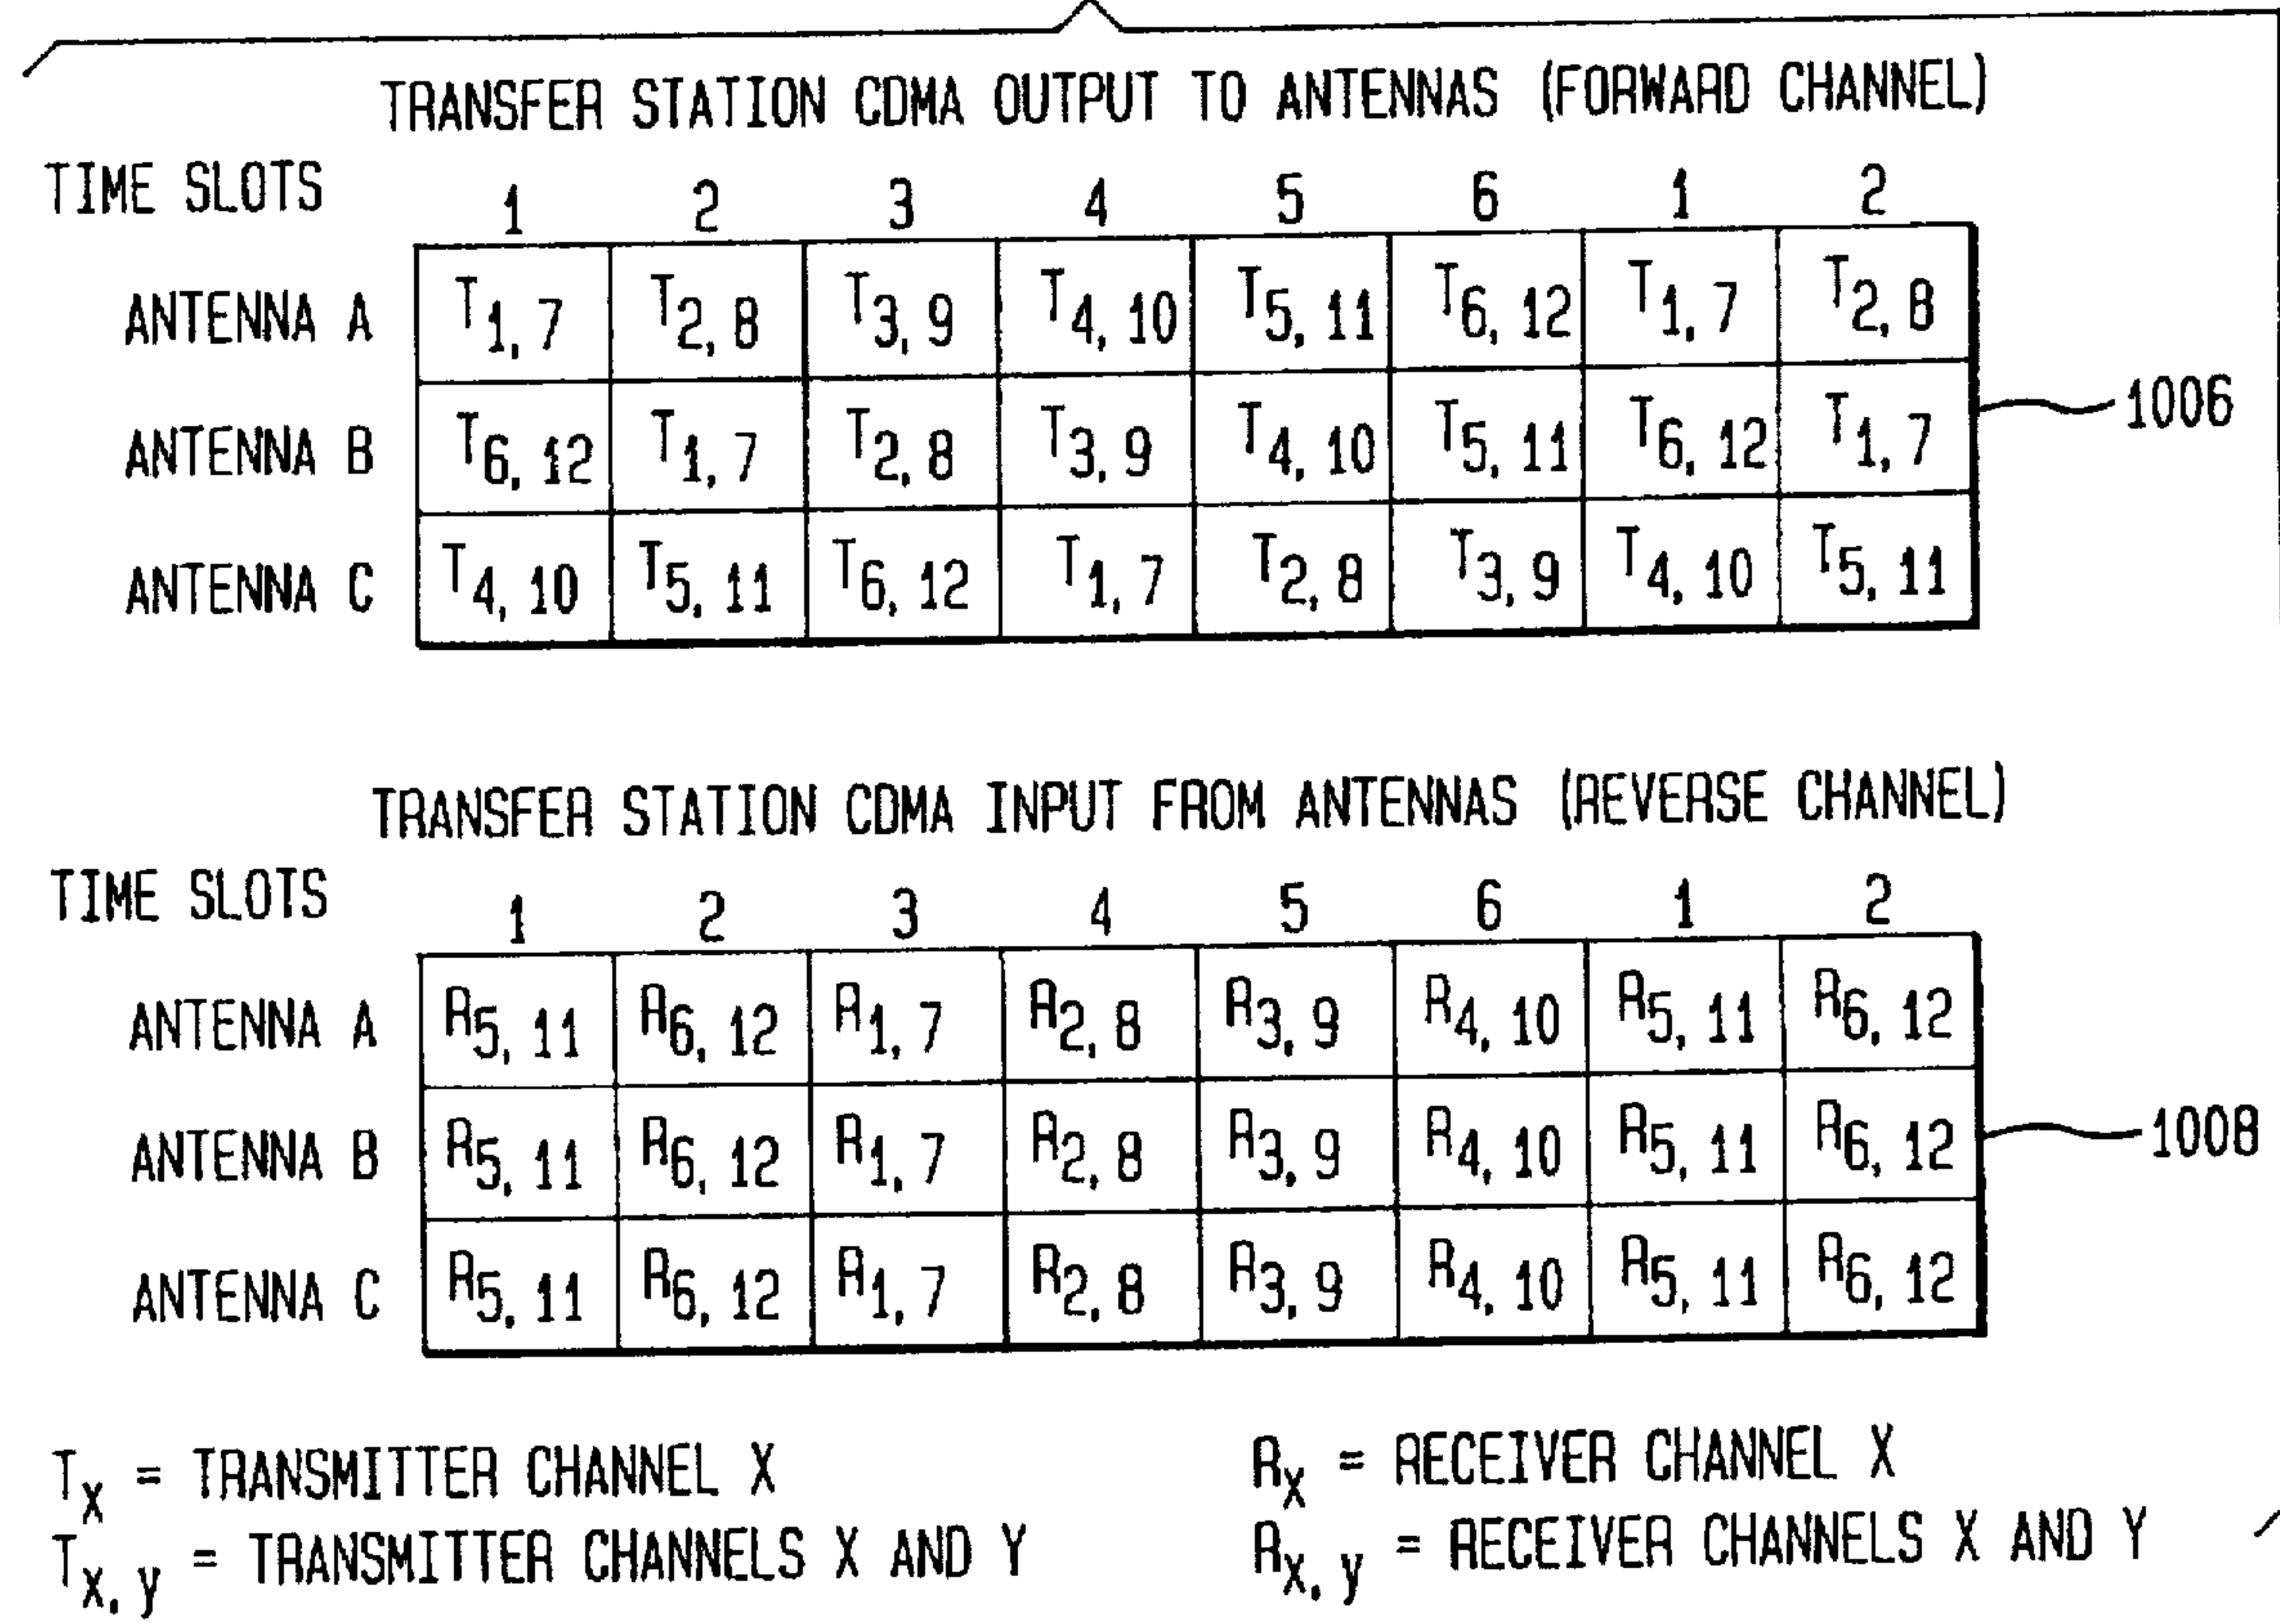 TRANSFER STATION CDMA OUTPUT TO ANTENNAS (FORWARD CHANNEL)
TIME SLOTS 1 2 3 4 5 6 1 2
ANTENNA A T1, 7 T2, 8 T3, 9 T4, 10 T5, 11 T6, 12 T1, 7 T2, 8
ANTENNA B T6, 12 T1, 7 T2, 8 T3, 9 T4, 10 T5, 11 T6, 12 T1, 7
1006
ANTENNA C T4, 10 T5, 11 T6, 12 T1, 7 T2, 8 T3, 9 T4, 10 T5, 11
TRANSFER STATION CDMA INPUT FROM ANTENNAS (REVERSE CHANNEL)
TIME SLOTS 1 2 3 4 5 6 1 2
ANTENNA A R5, 11 R6, 12 R1, 7 R2, 8 R3, 9 R4, 10 R5, 11 R6, 12
ANTENNA B R5, 11 R6, 12 R1, 7 R2, 8 R3, 9 R4, 10 R5, 11 R6, 12
1008
ANTENNA C R5, 11 R6, 12 R1, 7 R2, 8 R3, 9 R4, 10 R5, 11 R6, 12
TX = TRANSMITTER CHANNEL X
TX, Y = TRANSMITTER CHANNELS X AND Y
RX = RECEIVER CHANNEL X
RX, Y = RECEIVER CHANNELS X AND Y